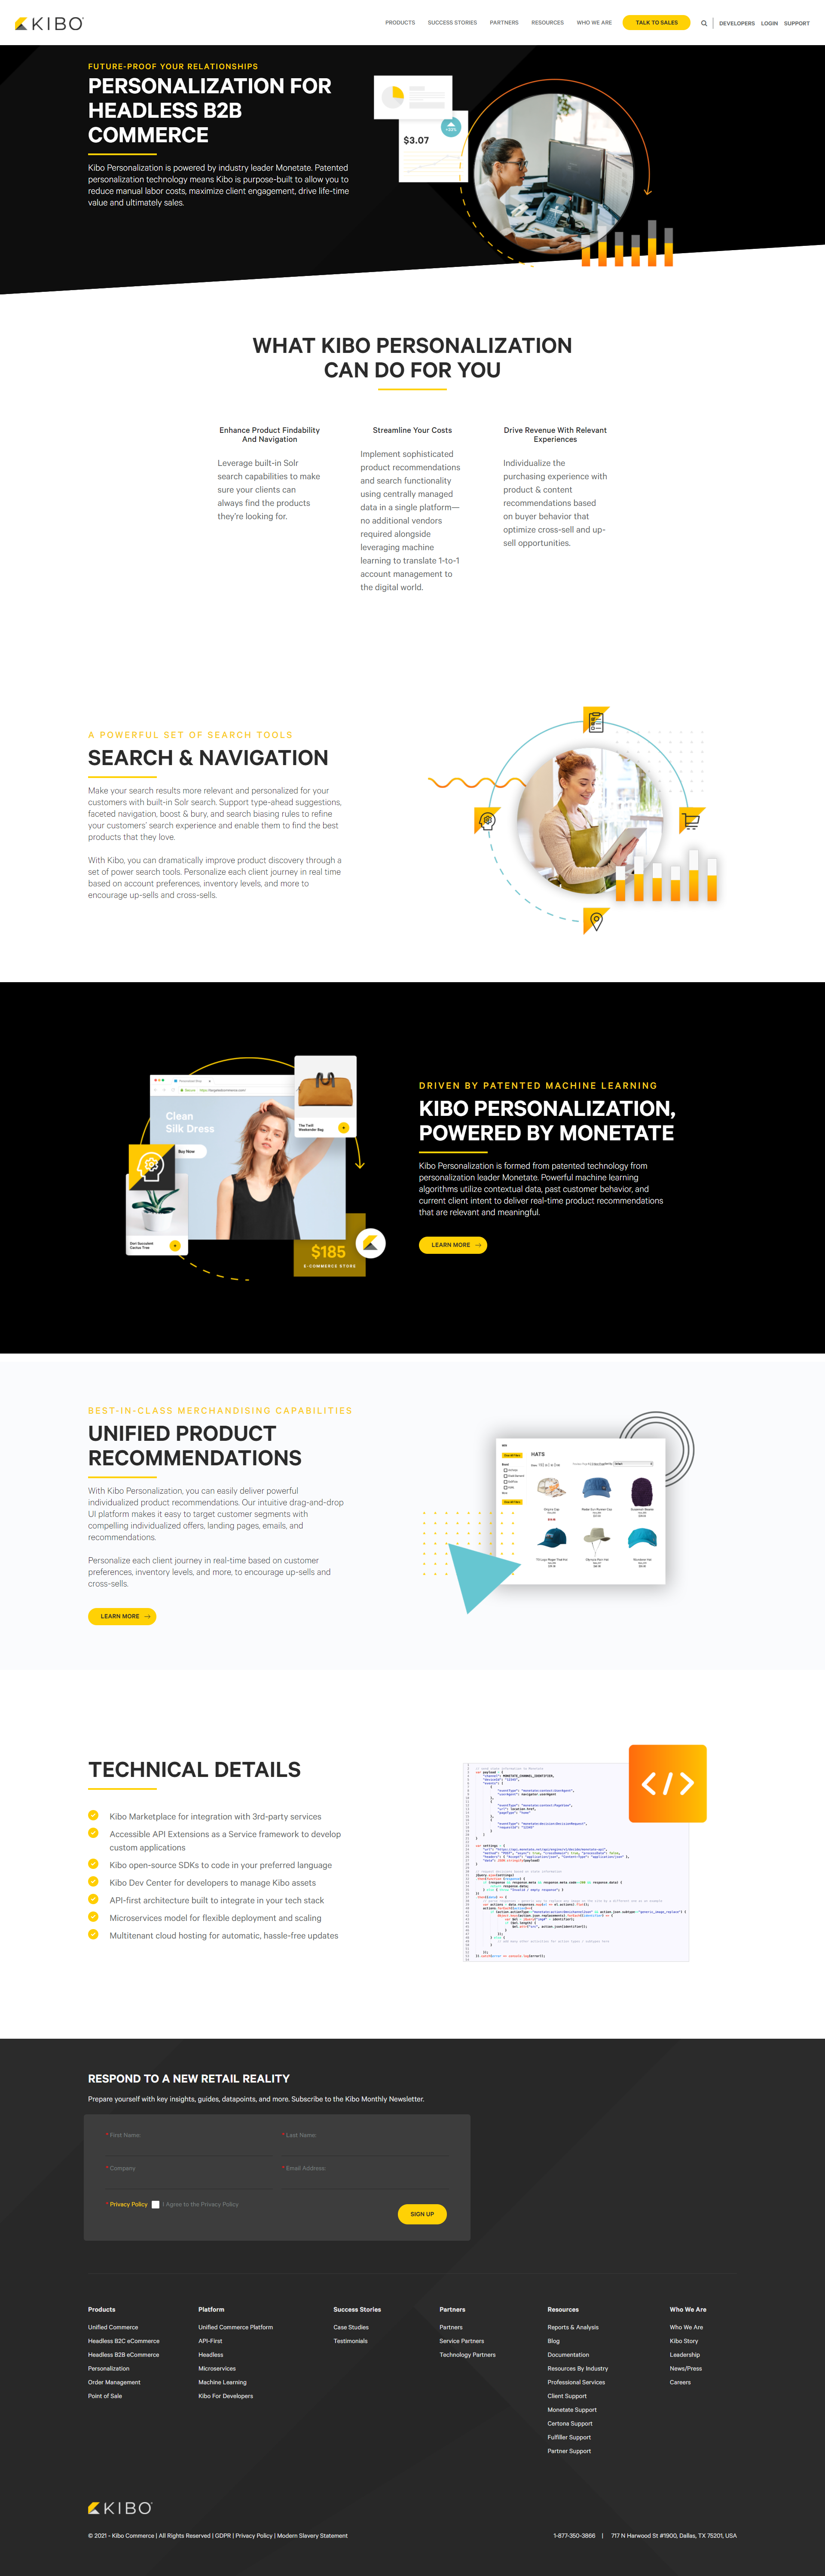 KIBO
PRODUCTS SUCCESS STORIES PARTNERS RESOURCES WHO WE ARE TALK TO SALES DEVELOPERS LOGIN SUPPORT
FUTURE-PROOF YOUR RELATIONSHIPS
PERSONALIZATION FOR
HEADLESS B2B
COMMERCE
Kibo Personalization is powered by industry leader Monetate. Patented
personalization technology means Kibo is purpose-built to allow you to
reduce manual labor costs, maximize client engagement, drive life-time
value and ultimately sales.
$3.07
WHAT KIBO PERSONALIZATION
CAN DO FOR YOU
Enhance Product Findability
And Navigation
Leverage built-in Solr
search capabilities to make
sure your clients can
always find the products
they're looking for.
Streamline Your Costs
Implement sophisticated
product recommendations
and search functionality
using centrally managed
data in a single platform—
no additional vendors
required alongside
leveraging machine
learning to translate 1-to-1
account management to
the digital world.
Drive Revenue With Relevant
Experiences
Individualize the
purchasing experience with
product & content
recommendations based
on buyer behavior that
optimize cross-sell and up-
sell opportunities.
A POWERFUL SET OF SEARCH TOOLS
SEARCH & NAVIGATION
Make your search results more relevant and personalized for your
customers with built-in Solr search. Support type-ahead suggestions,
faceted navigation, boost & bury, and search biasing rules to refine
your customers' search experience and enable them to find the best
products that they love.
With Kibo, you can dramatically improve product discovery through a
set of power search tools. Personalize each client journey in real time
based on account preferences, inventory levels, and more to
encourage up-sells and cross-sells.
Clean
Silk Dress
Buy Now
The Twill
Weekender Bag
Dori Succulent
Cactus Tree
$185
E-COMMERCE STORE
DRIVEN BY PATENTED MACHINE LEARNING
KIBO PERSONALIZATION,
POWERED BY MONETATE
Kibo Personalization is formed from patented technology from
personalization leader Monetate. Powerful machine learning
algorithms utilize contextual data, past customer behavior, and
current client intent to deliver real-time product recommendations
that are relevant and meaningful.
LEARN MORE
BEST-IN-CLASS MERCHANDISING CAPABILITIES
UNIFIED PRODUCT
RECOMMENDATIONS
With Kibo Personalization, you can easily deliver powerful
individualized product recommendations. Our intuitive drag-and-drop
UI platform makes it easy to target customer segments with
compelling individualized offers, landing pages, emails, and
recommendations.
Personalize each client journey in real-time based on customer
preferences, inventory levels, and more, to encourage up-sells and
cross-sells.
LEARN MORE
HATS
TECHNICAL DETAILS
Kibo Marketplace for integration with 3rd-party services
Accessible API Extensions as a Service framework to develop
custom applications
Kibo open-source SDKs to code in your preferred language
Kibo Dev Center for developers to manage Kibo assets
API-first architecture built to integrate in your tech stack
Microservices model for flexible deployment and scaling
Multitenant cloud hosting for automatic, hassle-free updates
</>
RESPOND TO A NEW RETAIL REALITY
Prepare yourself with key insights, guides, datapoints, and more. Subscribe to the Kibo Monthly Newsletter.
* First Name * Last Name
* Company * Email Address
* Privacy Policy I Agree to the Privacy Policy
SIGN UP
Products
Unified Commerce
Headless B2C eCommerce
Headless B2B eCommerce
Personalization
Order Management
Point of Sale
Platform
Unified Commerce Platform
API-First
Headless
Microservices
Machine Learning
Kibo For Developers
Success Stories
Case Studies
Testimonials
Partners
Partners
Service Partners
Technology Partners
Resources
Reports & Analysis
Blog
Documentation
Resources By Industry
Professional Services
Client Support
Monetate Support
Certona Support
Fulfiller Support
Partner Support
Who We Are
Who We Are
Kibo Story
Leadership
News/Press
Careers
KIBO
© 2021 - Kibo Commerce | All Rights Reserved | GDPR | Privacy Policy | Modern Slavery Statement
1-877-350-3866 | 717 N Harwood St #1900, Dallas, TX 75201, USA